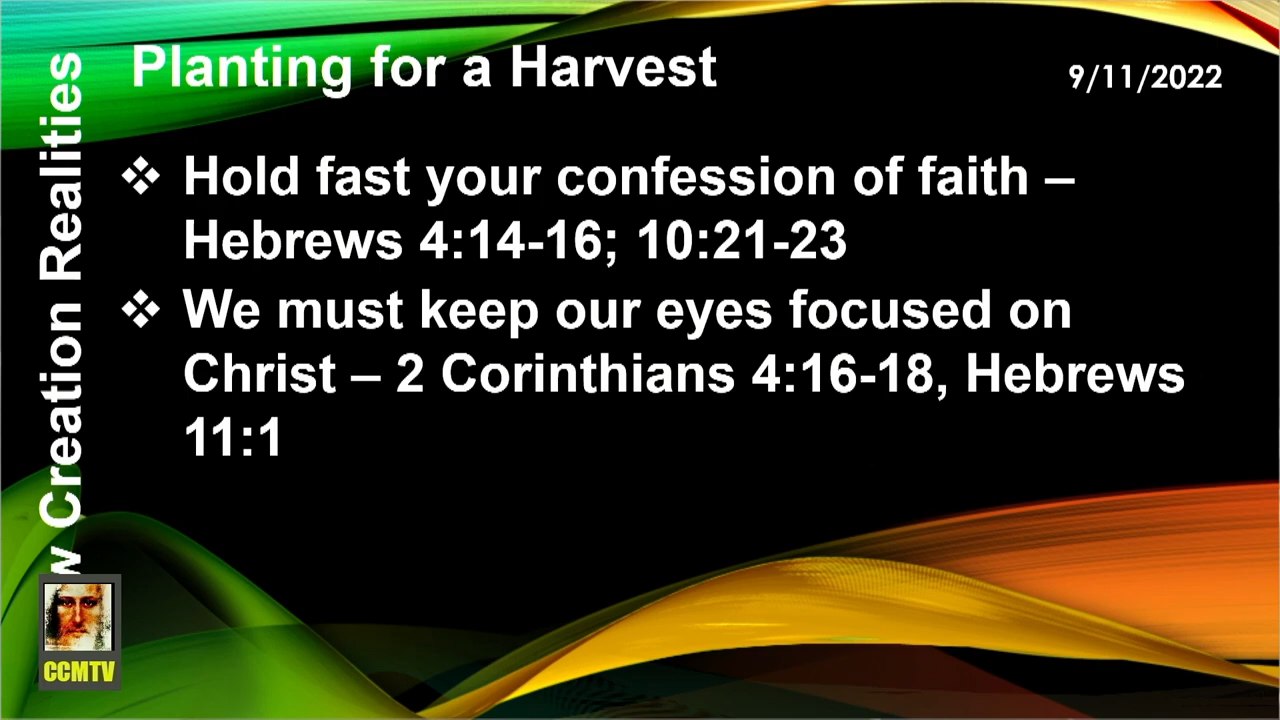 Planting for a Harvest
9/11/2022
❖ Hold fast your confession of faith –
Hebrews 4:14-16; 10:21-23
❖ We must keep our eyes focused on
Christ – 2 Corinthians 4:16-18, Hebrews
11:1
w Creation Realities
CCMTV